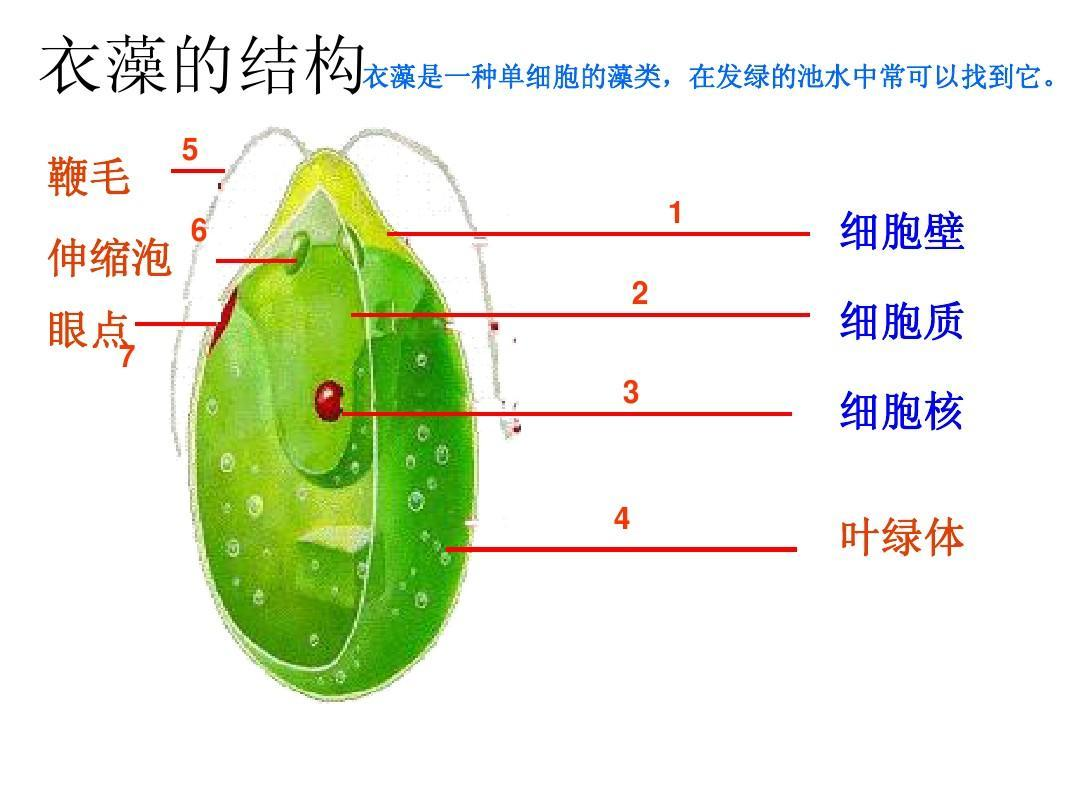 衣藻的结构
衣藻是一种单细胞的藻类，在发绿的池水中常可以找到它。
5
鞭毛
6
伸缩泡
眼点
7
1
细胞壁
2
细胞质
3
细胞核
4
叶绿体